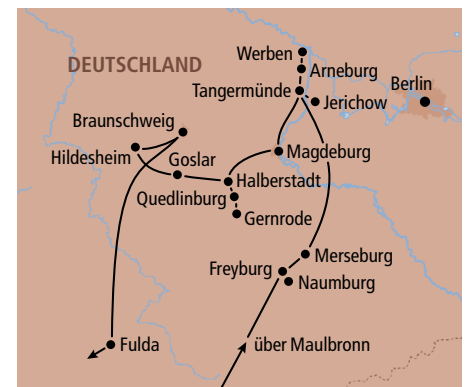 Werben
DEUTSCHLAND
Arneburg
Tangermünde
Berlin
Jerichow
Braunschweig
Hildesheim
Goslar
Magdeburg
Halberstadt
Quedlinburg
Gernrode
Merseburg
Freyburg
Naumburg
Fulda
über Maulbronn